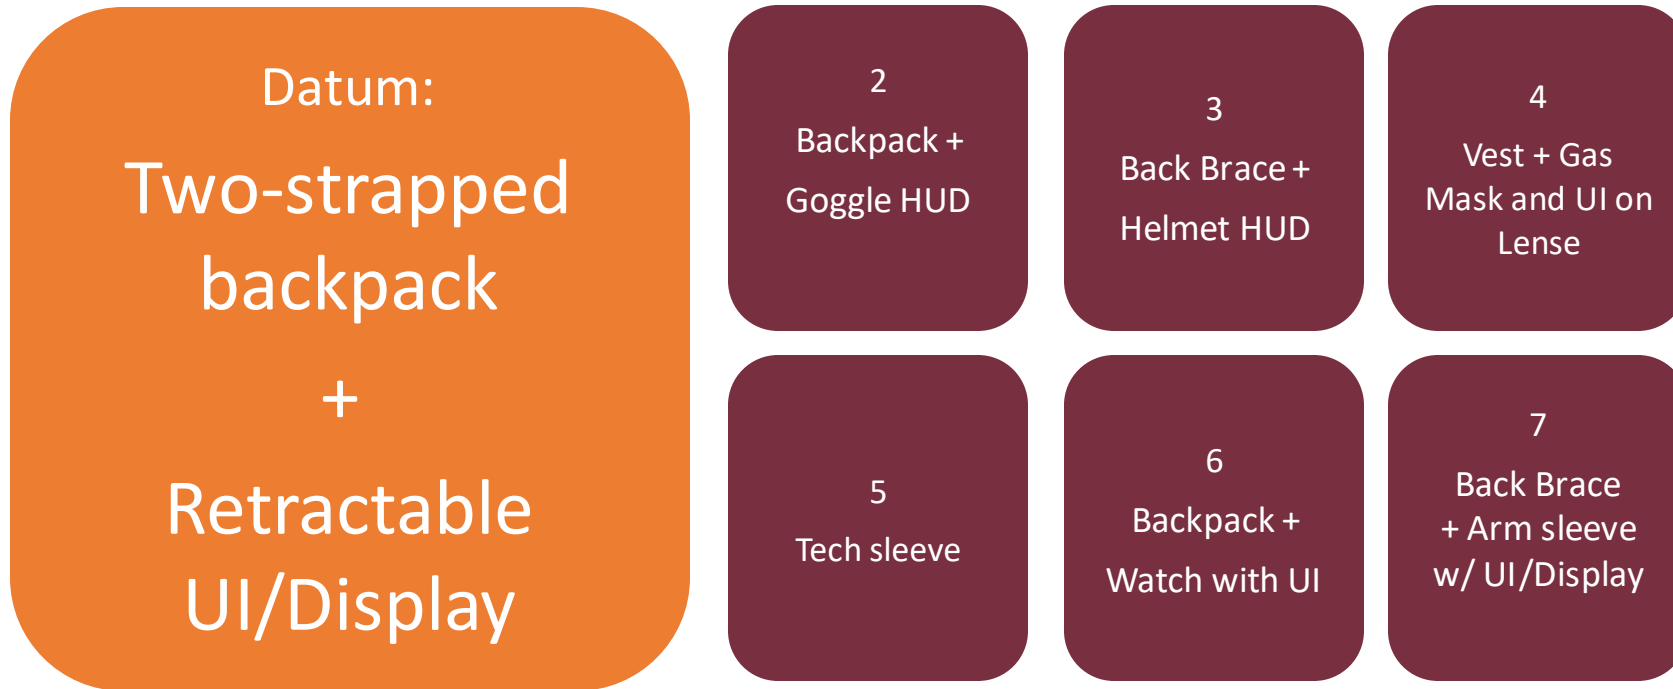 Datum:
Two-strapped
backpack
+
Retractable
UI/Display
2
Backpack +
Goggle HUD
3
Back Brace +
Helmet HUD
4
Vest + Gas
Mask and UI on
Lense
5
Tech sleeve
6
Backpack +
Watch with UI
7
Back Brace
+ Arm sleeve
w/ UI/Display